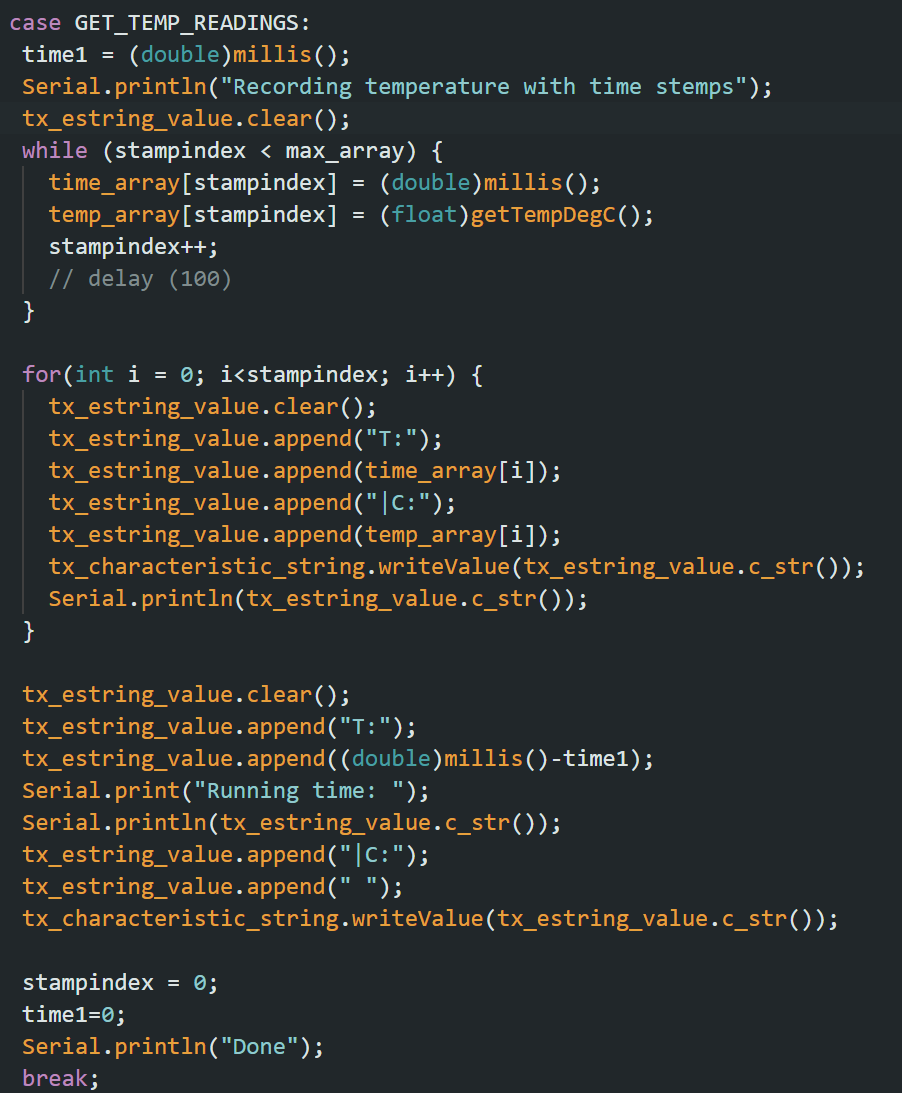 case GET_TEMP_READINGS:
time1 = (double)millis();
Serial.println("Recording temperature with time stemps");
tx_estring_value.clear();
while (stampindex < max_array) {
time_array[stampindex] = (double)millis();
temp_array[stampindex] = (float)getTempDegC();
stampindex++;
// delay (100)
}
for(int i = 0; i<stampindex; i++) {
tx_estring_value.clear();
tx_estring_value.append("T:");
tx_estring_value.append(time_array[i]);
tx_estring_value.append("|C:");
tx_estring_value.append(temp_array[i]);
tx_characteristic_string.writeValue(tx_estring_value.c_str());
Serial.println(tx_estring_value.c_str());
}
tx_estring_value.clear();
tx_estring_value.append("T:");
tx_estring_value.append((double)millis()-time1);
Serial.print("Running time: ");
Serial.println(tx_estring_value.c_str());
tx_estring_value.append("|C:");
tx_estring_value.append(" ");
tx_characteristic_string.writeValue(tx_estring_value.c_str());
stampindex = 0;
time1=0;
Serial.println("Done");
break;